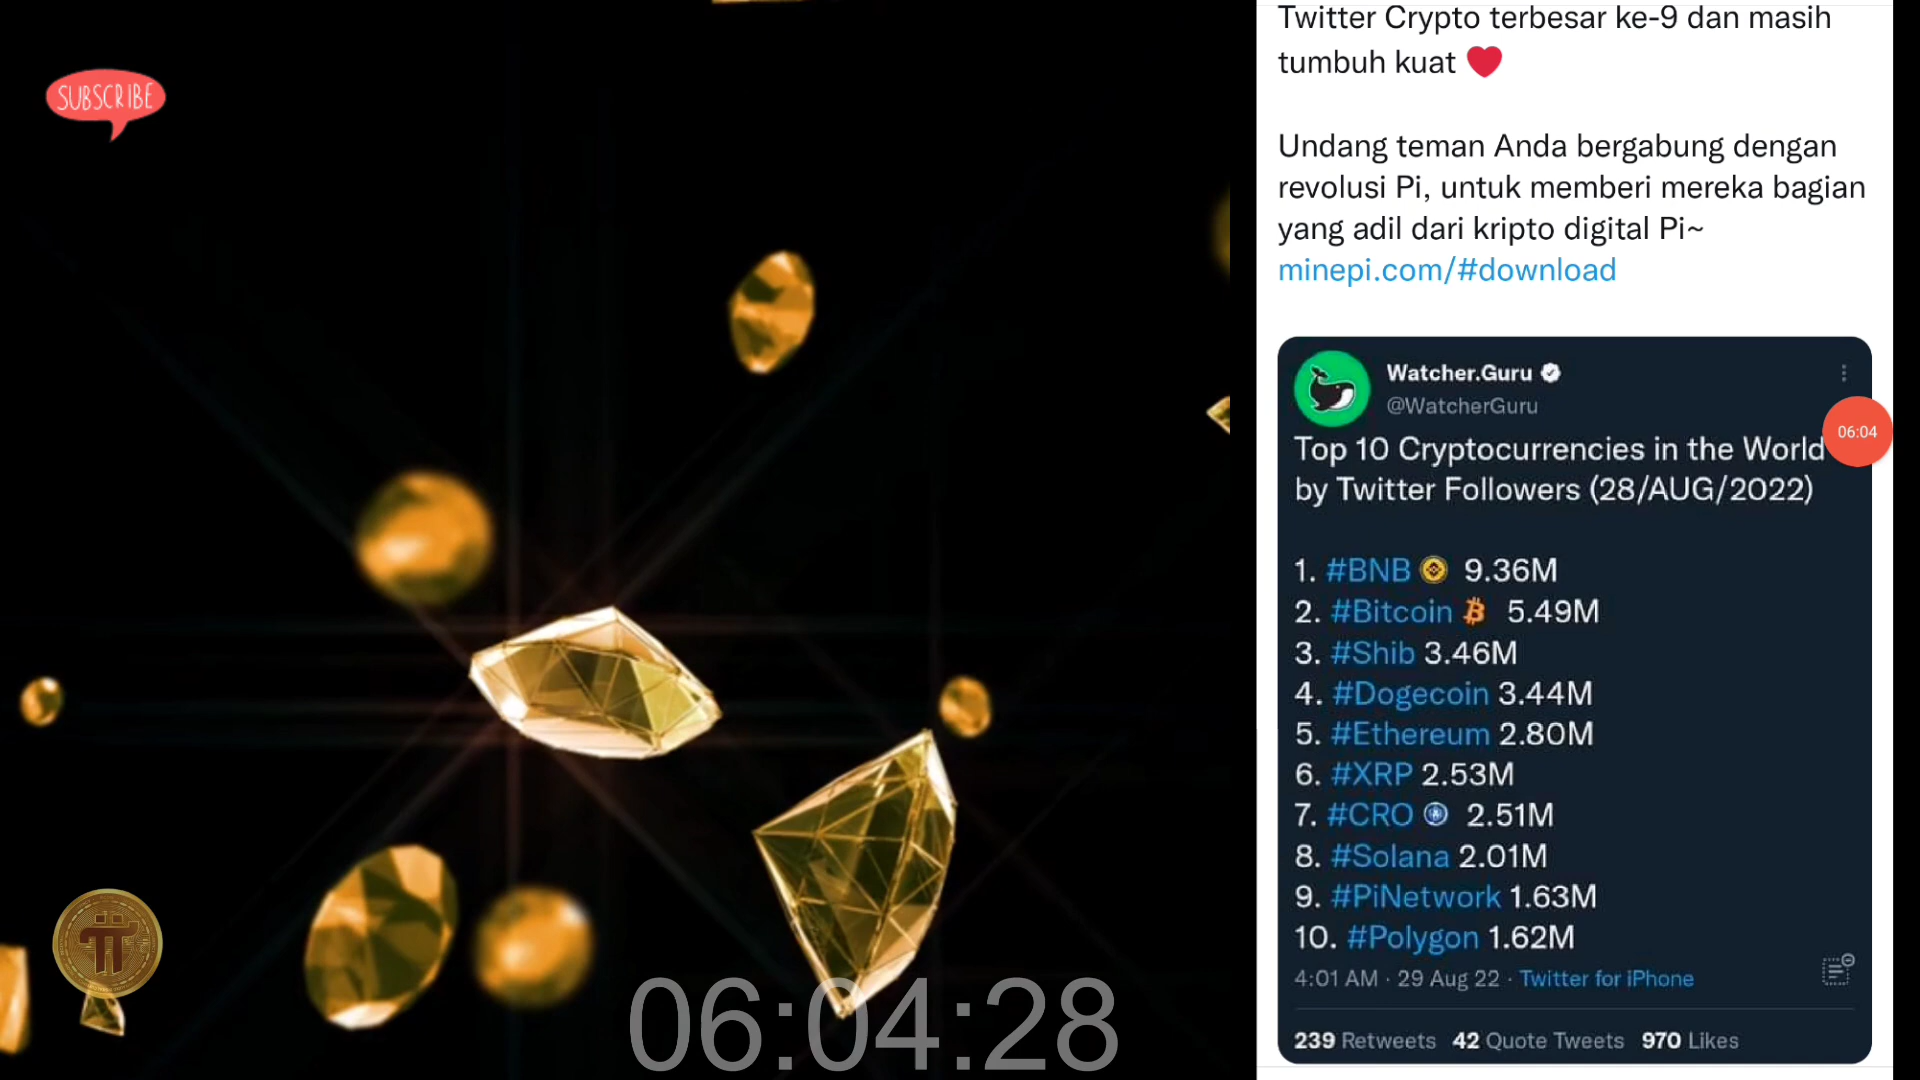 SUBSCRIBE
06:04:28
Twitter Crypto terbesar ke-9 dan masih
tumbuh kuat ❤️
Undang teman Anda bergabung dengan
revolusi Pi, untuk memberi mereka bagian
yang adil dari kripto digital Pi~
minepi.com/#download
Watcher.Guru
@WatcherGuru
06:04
Top 10 Cryptocurrencies in the World
by Twitter Followers (28/AUG/2022)
1. #BNB 9.36M
2. #Bitcoin 5.49M
3. #Shib 3.46M
4. #Dogecoin 3.44M
5. #Ethereum 2.80M
6. #XRP 2.53M
7. #CRO 2.51M
8. #Solana 2.01M
9. #PiNetwork 1.63M
10. #Polygon 1.62M
4:01 AM · 29 Aug 22 · Twitter for iPhone
239 Retweets 42 Quote Tweets 970 Likes